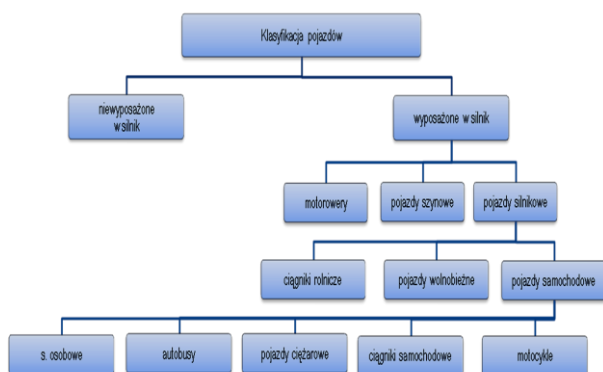 Klasyfikacja pojazdów
niewyposażone
w silnik
wyposażone w silnik
motorowery
pojazdy szynowe
pojazdy silnikowe
ciągniki rolnicze
pojazdy wolnobieżne
pojazdy samochodowe
s. osobowe
autobusy
pojazdy ciężarowe
ciągniki samochodowe
motocykle